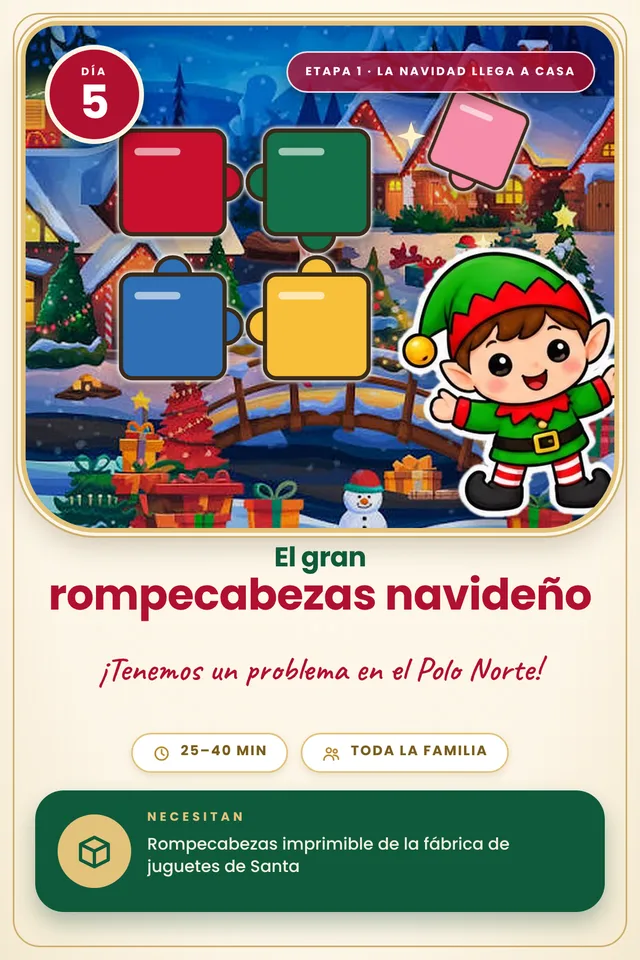 DÍA
5
ETAPA 1 · LA NAVIDAD LLEGA A CASA
El gran
rompecabezas navideño
¡Tenemos un problema en el Polo Norte!
25–40 MIN
TODA LA FAMILIA
NECESITAN
Rompecabezas imprimible de la fábrica de
juguetes de Santa